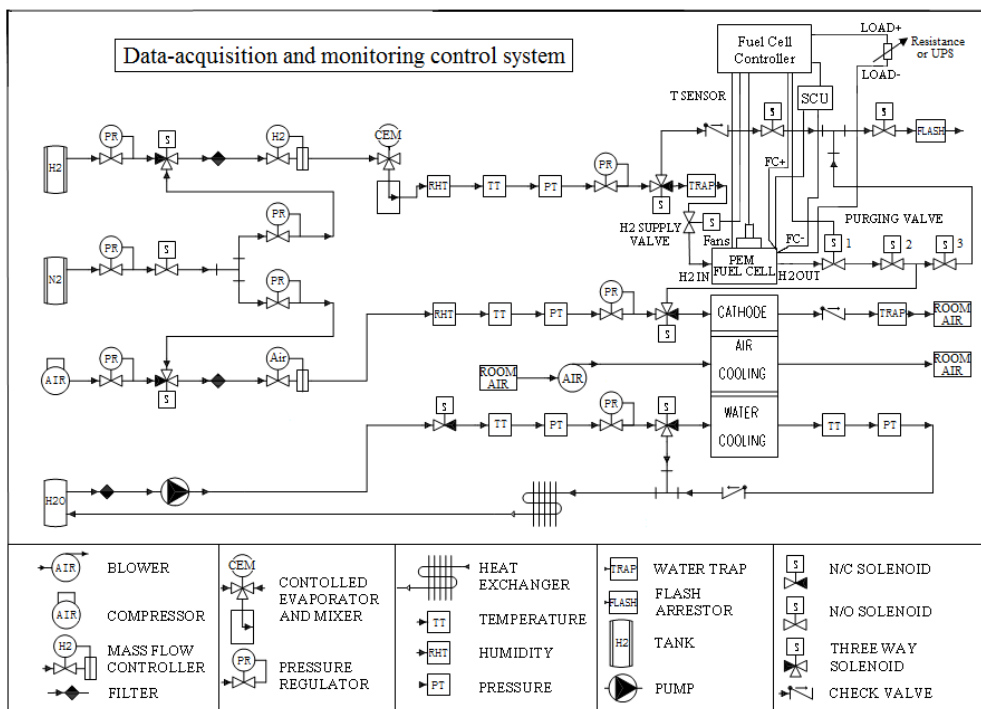 Data-acquisition and monitoring control system
Fuel Cell
Controller
LOAD+
Resistance
or UPS
LOAD-
SCU
T SENSOR
S
S
FLASH
PR
S
H2
CEM
H2
RHT
TT
PT
PR
S
TRAP
FC+
H2 SUPPLY
VALVE
S
Fans
FC-
PURGING VALVE
S
1
S
2
S
3
PEM
FUEL CELL
H2 IN
H2OUT
PR
N2
PR
S
PR
RHT
TT
PT
PR
S
CATHODE
TRAP
ROOM
AIR
AIR
PR
S
Air
ROOM
AIR
AIR
AIR
COOLING
ROOM
AIR
S
TT
PT
PR
S
WATER
COOLING
TT
PT
H2O
AIR
BLOWER
AIR
COMPRESSOR
H2
MASS FLOW
CONTROLLER
FILTER
CEM
CONTOLLED
EVAPORATOR
AND MIXER
PR
PRESSURE
REGULATOR
HEAT
EXCHANGER
TT
TEMPERATURE
RHT
HUMIDITY
PT
PRESSURE
TRAP
WATER TRAP
FLASH
FLASH
ARRESTOR
H2
TANK
PUMP
S
N/C SOLENOID
S
N/O SOLENOID
S
THREE WAY
SOLENOID
CHECK VALVE